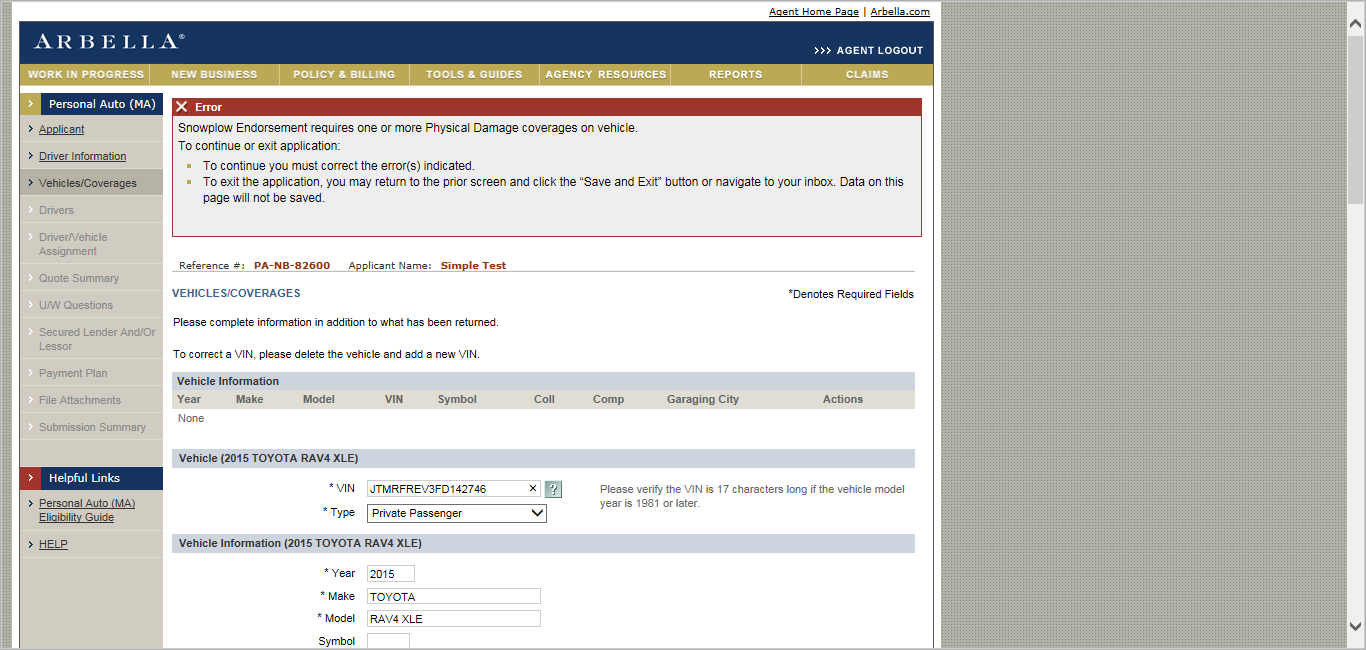 Agent Home Page | Arbella.com
ARBELLA®
>>> AGENT LOGOUT
WORK IN PROGRESS NEW BUSINESS POLICY & BILLING TOOLS & GUIDES AGENCY RESOURCES REPORTS CLAIMS
Personal Auto (MA)
Applicant
Driver Information
Vehicles/Coverages
Drivers
Driver/Vehicle
Assignment
Quote Summary
U/W Questions
Secured Lender And/Or
Lessor
Payment Plan
File Attachments
Submission Summary
Helpful Links
Personal Auto (MA)
Eligibility Guide
HELP
Error
Snowplow Endorsement requires one or more Physical Damage coverages on vehicle.
To continue or exit application:
To continue you must correct the error(s) indicated.
To exit the application, you may return to the prior screen and click the “Save and Exit” button or navigate to your inbox. Data on this
page will not be saved.
Reference #: PA-NB-82600 Applicant Name: Simple Test
VEHICLES/COVERAGES
*Denotes Required Fields
Please complete information in addition to what has been returned.
To correct a VIN, please delete the vehicle and add a new VIN.
Vehicle Information
Year Make Model VIN Symbol Coll Comp Garaging City Actions
None
Vehicle (2015 TOYOTA RAV4 XLE)
* VIN JTMRFREV3FD142746 × ?
Please verify the VIN is 17 characters long if the vehicle model
year is 1981 or later.
* Type Private Passenger
Vehicle Information (2015 TOYOTA RAV4 XLE)
* Year 2015
* Make TOYOTA
* Model RAV4 XLE
Symbol